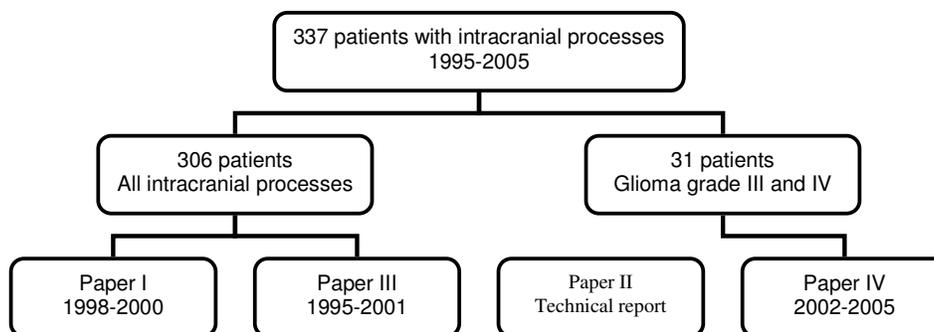 337 patients with intracranial processes
1995-2005
306 patients
All intracranial processes
31 patients
Glioma grade III and IV
Paper I
1998-2000
Paper III
1995-2001
Paper II
Technical report
Paper IV
2002-2005